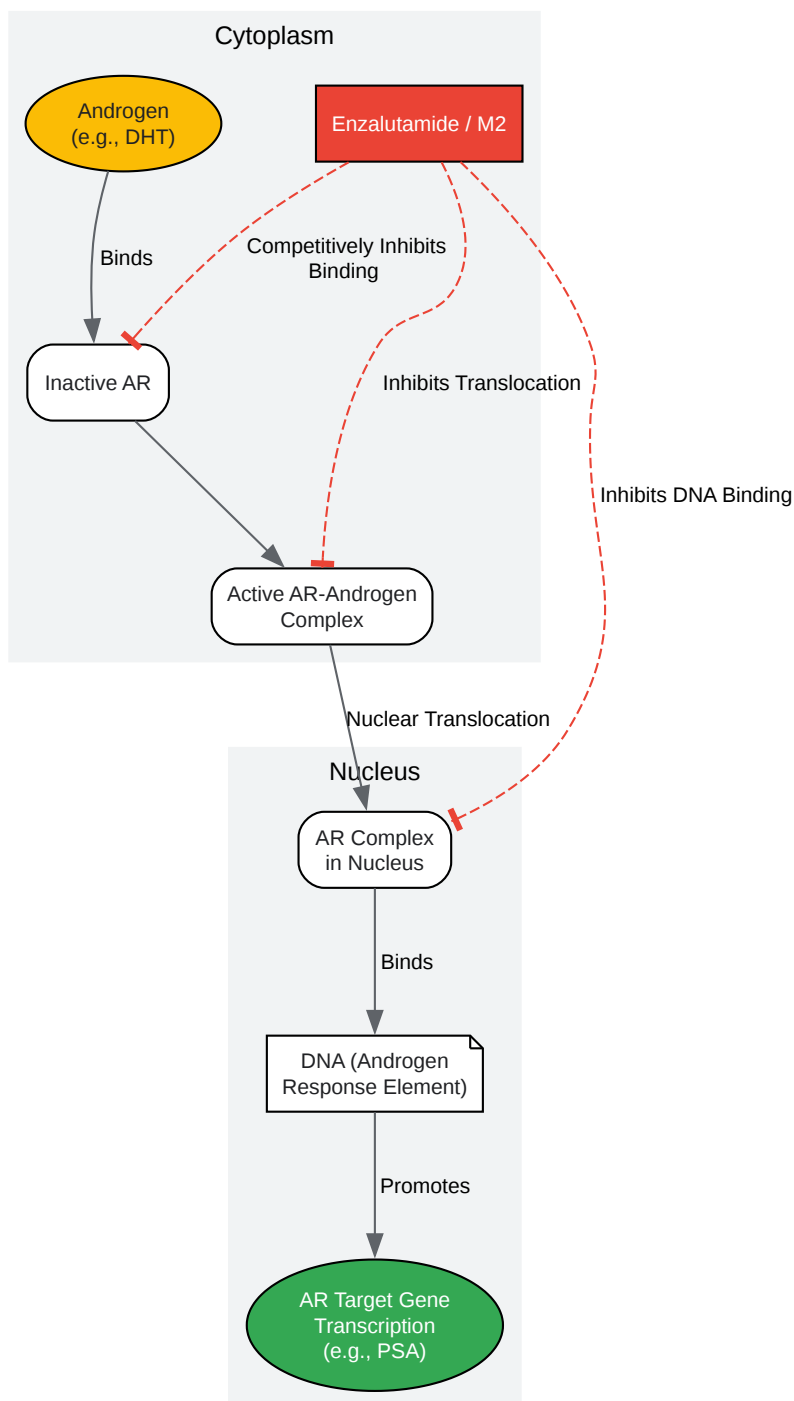 Cytoplasm
Androgen
(e.g., DHT)
Enzalutamide / M2
Binds
Competitively Inhibits
Binding
Inactive AR
Inhibits Translocation
Inhibits DNA Binding
Active AR-Androgen
Complex
Nuclear Translocation
Nucleus
AR Complex
in Nucleus
Binds
DNA (Androgen
Response Element)
Promotes
AR Target Gene
Transcription
(e.g., PSA)